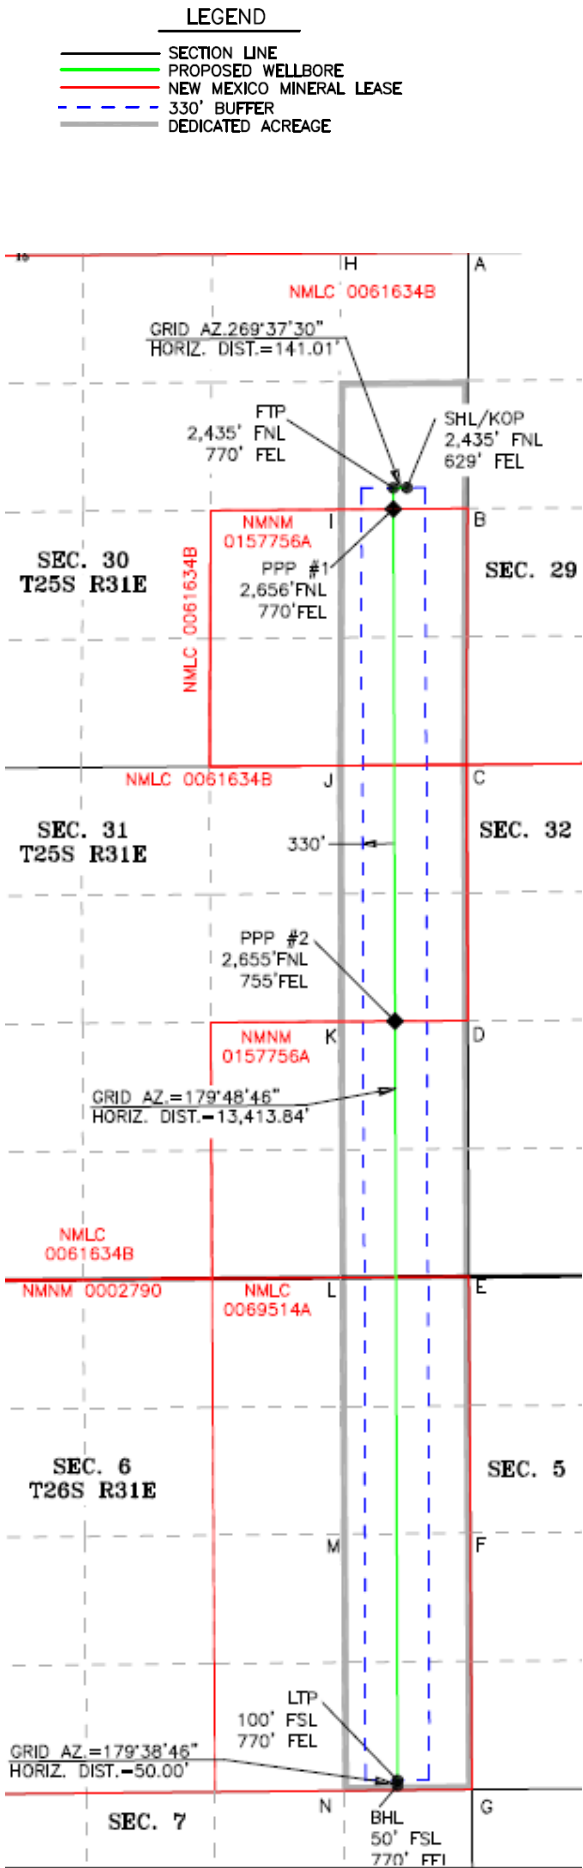 LEGEND
SECTION LINE
PROPOSED WELLBORE
NEW MEXICO MINERAL LEASE
330' BUFFER
DEDICATED ACREAGE
H
A
NMLC 0061634B
GRID AZ.269°37'30"
HORIZ. DIST.=141.01'
FTP
2,435' FNL
770' FEL
SHL/KOP
2,435' FNL
629' FEL
I
B
NMNM
0157756A
SEC. 30
T25S R31E
NMLC 0061634B
PPP #1
2,656'FNL
770'FEL
SEC. 29
NMLC 0061634B
J
C
SEC. 31
T25S R31E
SEC. 32
330'
PPP #2
2,655'FNL
755'FEL
K
D
NMNM
0157756A
GRID AZ.=179°48'46"
HORIZ. DIST.=13,413.84'
NMLC
0061634B
NMNM 0002790
NMLC
0069514A
L
E
SEC. 6
T26S R31E
SEC. 5
M
F
LTP
100' FSL
770' FEL
GRID AZ.=179°38'46"
HORIZ. DIST.=50.00'
N
G
SEC. 7
BHL
50' FSL
770' FEL